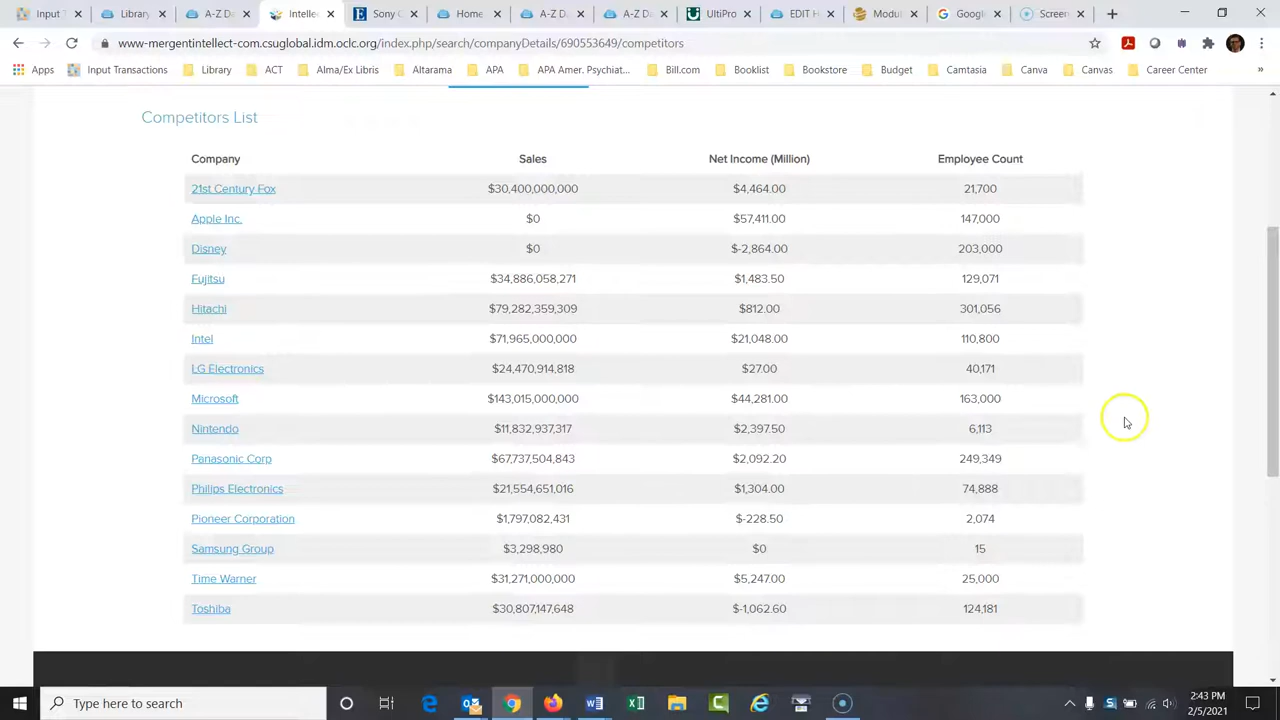 Input T
Library
A-Z Da
Intelle
Sony C
Home
A-Z D
A-Z D
UltiPro
EDIT H
Modul
Google
Screen
www-mergentintellect-com.csuglobal.idm.oclc.org/index.php/search/companyDetails/690553649/competitors
Apps Input Transactions Library ACT Alma/Ex Libris Altarama APA APA Amer. Psychiat... Bill.com Booklist Bookstore Budget Camtasia Canva Canvas Career Center »
Competitors List
Company Sales Net Income (Million) Employee Count
21st Century Fox $30,400,000,000 $4,464.00 21,700
Apple Inc. $0 $57,411.00 147,000
Disney $0 $-2,864.00 203,000
Fujitsu $34,886,058,271 $1,483.50 129,071
Hitachi $79,282,359,309 $812.00 301,056
Intel $71,965,000,000 $21,048.00 110,800
LG Electronics $24,470,914,818 $27.00 40,171
Microsoft $143,015,000,000 $44,281.00 163,000
Nintendo $11,832,937,317 $2,397.50 6,113
Panasonic Corp $67,737,504,843 $2,092.20 249,349
Philips Electronics $21,554,651,016 $1,304.00 74,888
Pioneer Corporation $1,797,082,431 $-228.50 2,074
Samsung Group $3,298,980 $0 15
Time Warner $31,271,000,000 $5,247.00 25,000
Toshiba $30,807,147,648 $-1,062.60 124,181
Type here to search
2:43 PM
2/5/2021